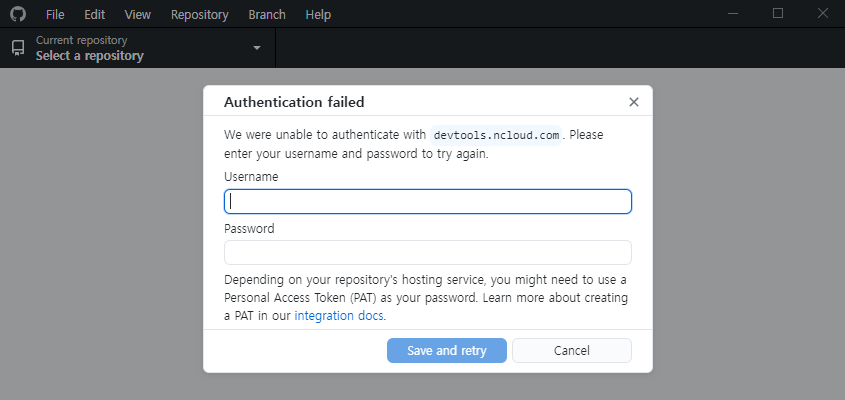 File Edit View Repository Branch Help
Current repository
Select a repository
Authentication failed
We were unable to authenticate with devtools.ncloud.com. Please
enter your username and password to try again.
Username
Password
Depending on your repository's hosting service, you might need to use a
Personal Access Token (PAT) as your password. Learn more about creating
a PAT in our integration docs.
Save and retry Cancel